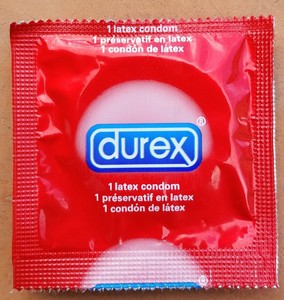 1 latex condom
1 préservatif en latex
1 condón de látex
durex®
1 latex condom
1 préservatif en latex
1 condón de látex
®